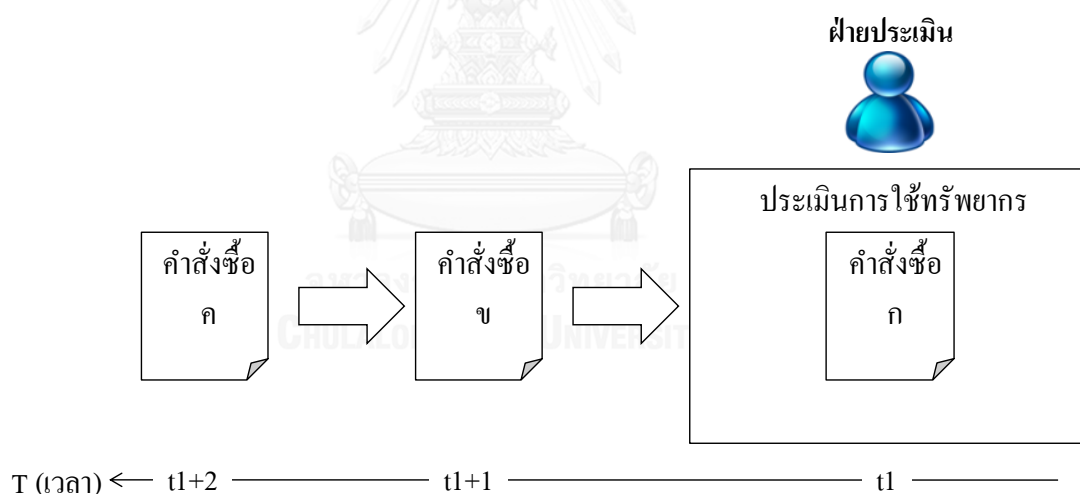 ฝ่ายประเมิน
ประเมินการใช้ทรัพยากร
คำสั่งซื้อ
ค
คำสั่งซื้อ
ข
คำสั่งซื้อ
ก
CHULALO UNIVERSIT
T (เวลา) t1+2 t1+1 t1